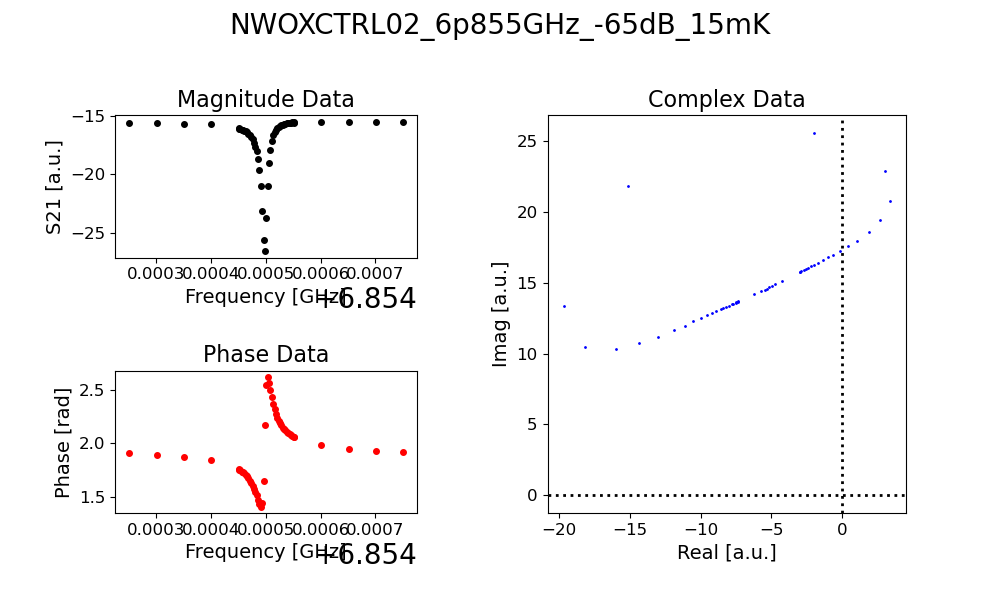 NWOXCTRL02_6p855GHz_-65dB_15mK
Magnitude Data
S21 [a.u.]
−15
−20
−25
0.0003 0.0004 0.0005 0.0006 0.0007
Frequency [GHz]
+6.854
Phase Data
Phase [rad]
2.5
2.0
1.5
0.0003 0.0004 0.0005 0.0006 0.0007
Frequency [GHz]
+6.854
Complex Data
Imag [a.u.]
25
20
15
10
5
0
−20 −15 −10 −5 0
Real [a.u.]